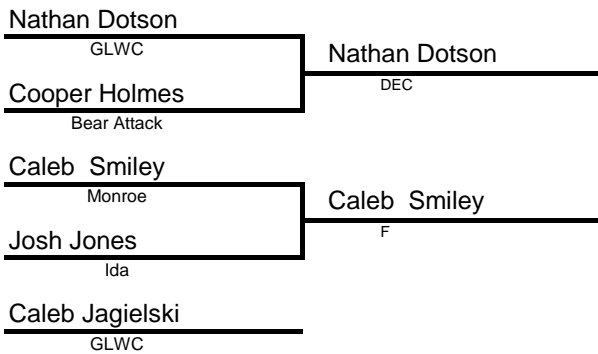 Nathan Dotson
GLWC
Nathan Dotson
DEC
Cooper Holmes
Bear Attack
Caleb  Smiley
Monroe
Caleb  Smiley
F
Josh Jones
Ida
Caleb Jagielski
GLWC